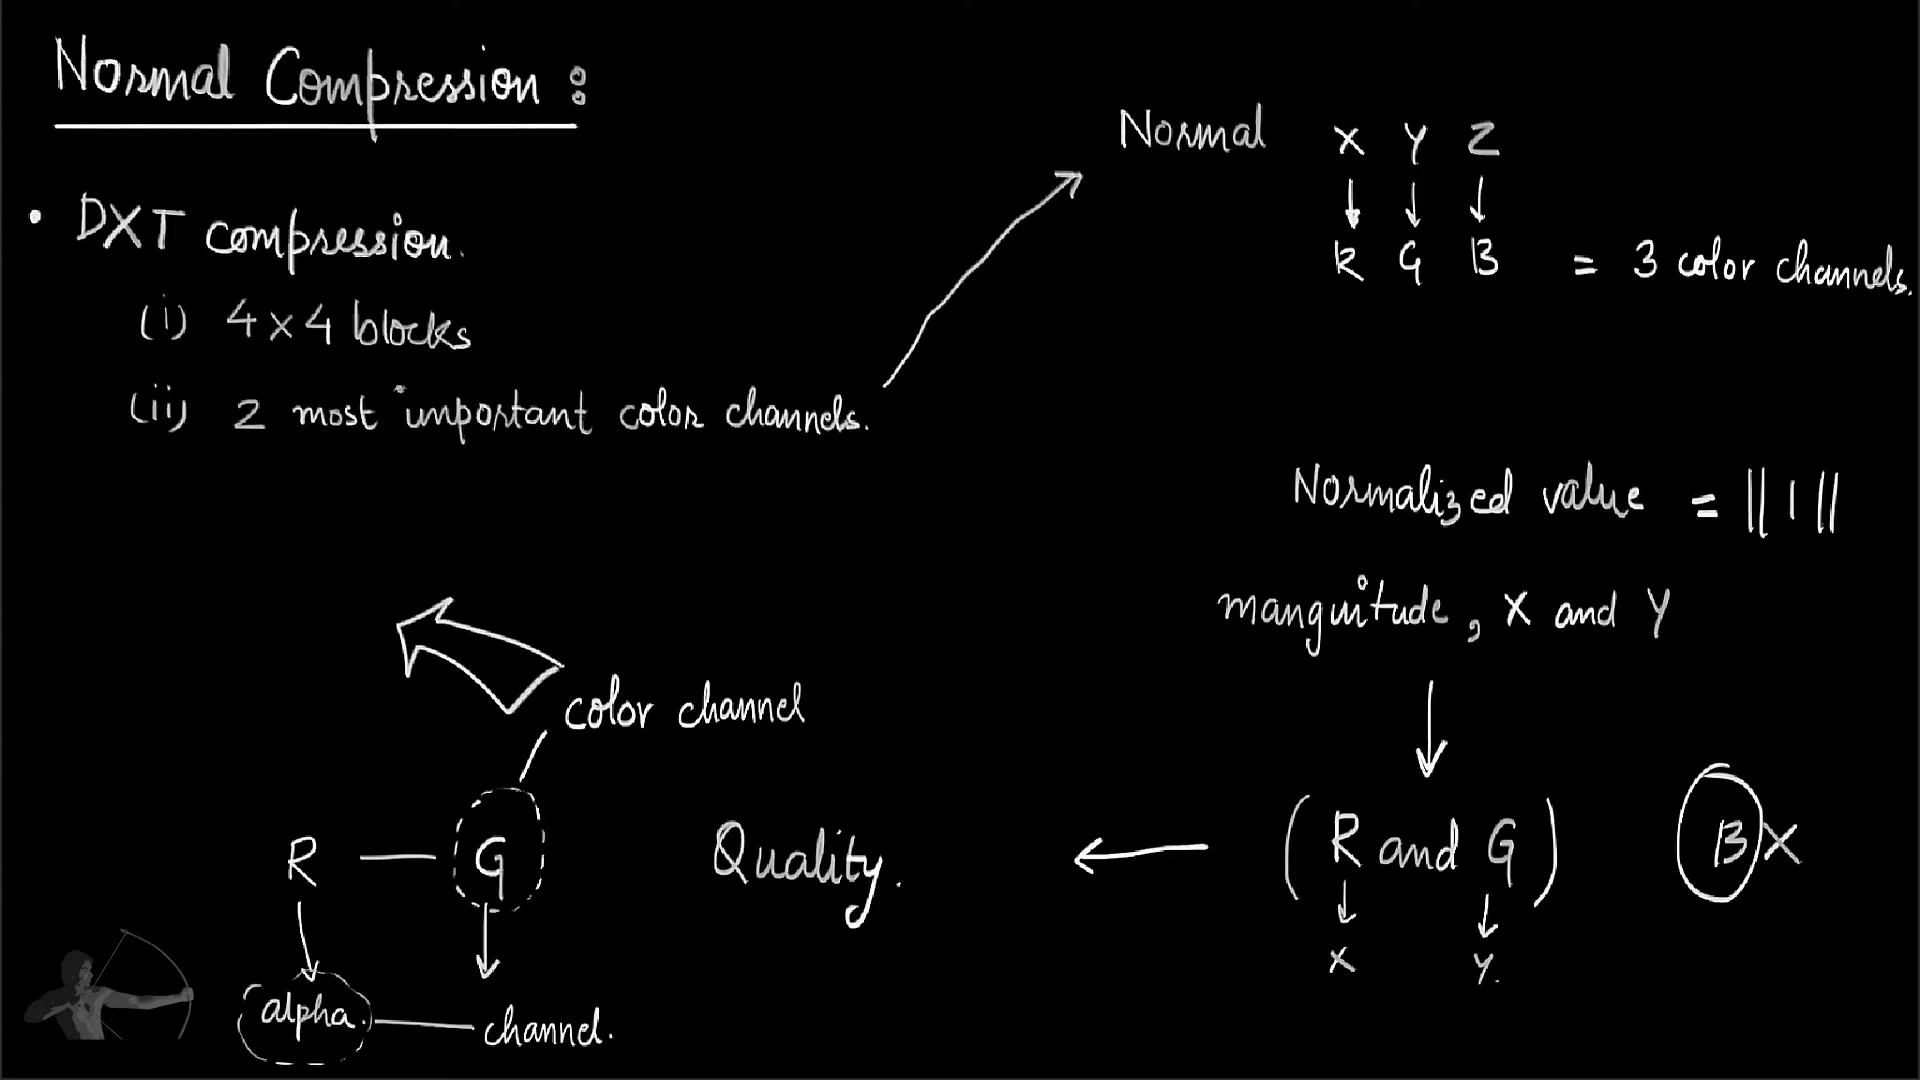 Normal Compression :
• DXT compression.
(i) 4 x 4 blocks
(ii) 2 most important color channels.
Normal X Y Z
R G B = 3 color channels.
Normalized value = || 1 ||
manguitude, X and Y
(R and G) B X
X Y.
Quality.
color channel
R — G
alpha. — channel.